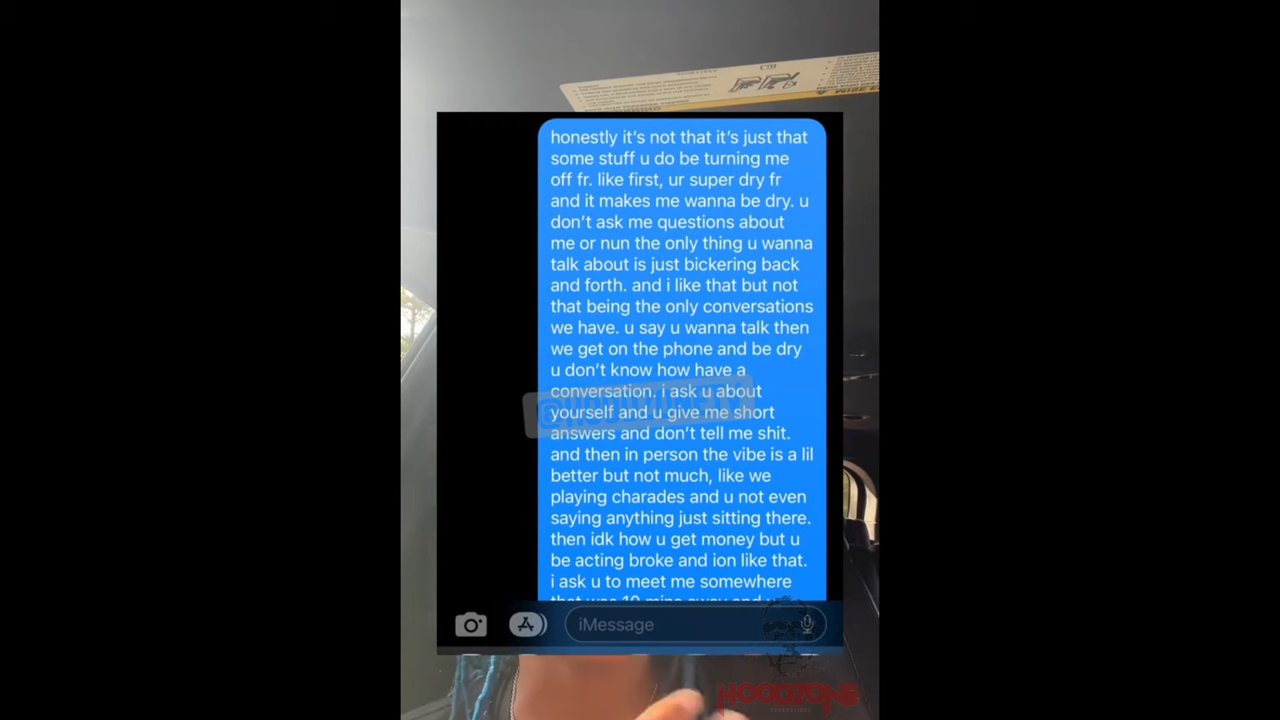 honestly it's not that it's just that
some stuff u do be turning me
off fr. like first, ur super dry fr
and it makes me wanna be dry. u
don't ask me questions about
me or nun the only thing u wanna
talk about is just bickering back
and forth. and i like that but not
that being the only conversations
we have. u say u wanna talk then
we get on the phone and be dry
u don't know how have a
conversation. i ask u about
yourself and u give me short
answers and don't tell me shit.
and then in person the vibe is a lil
better but not much, like we
playing charades and u not even
saying anything just sitting there.
then idk how u get money but u
be acting broke and ion like that.
i ask u to meet me somewhere
that was 10 mins away and u
iMessage
HOODZONE